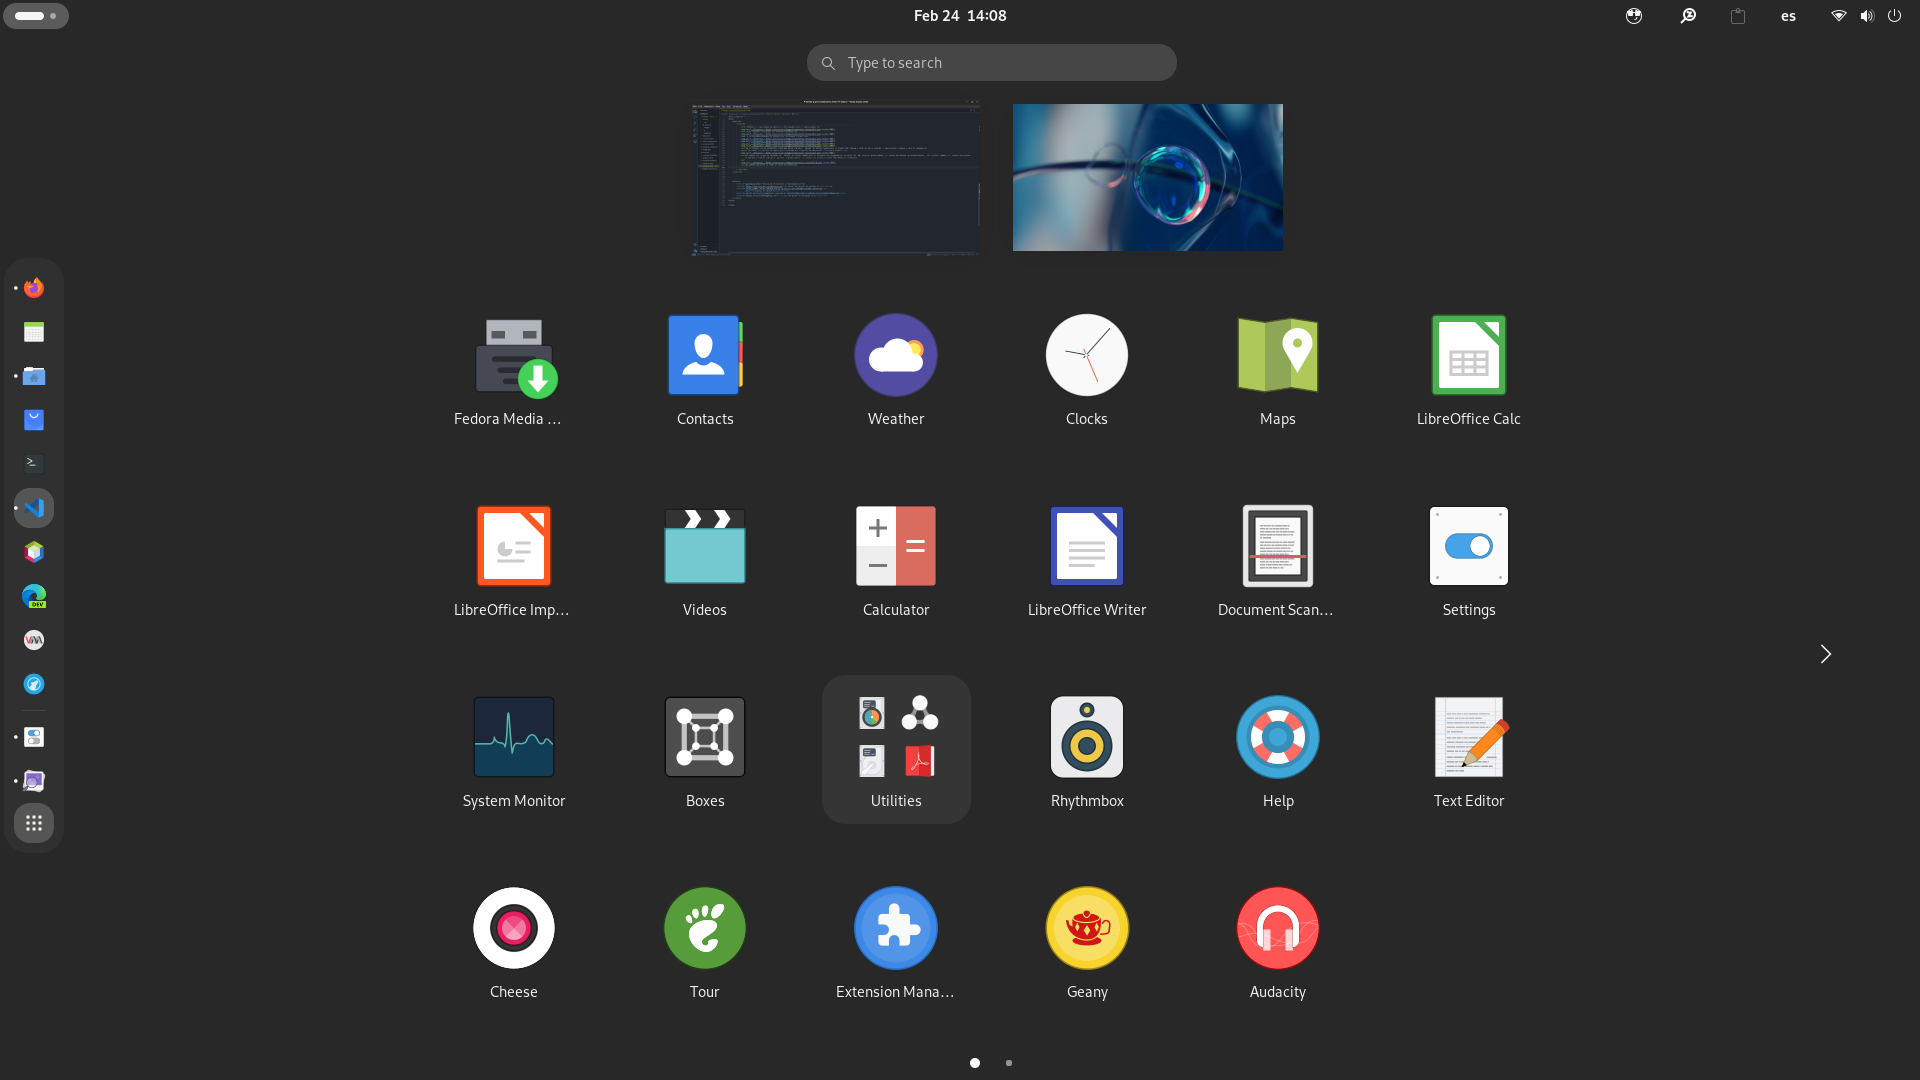 Feb 24 14:08
es
Type to search
Fedora Media …
Contacts
Weather
Clocks
Maps
LibreOffice Calc
LibreOffice Imp…
Videos
Calculator
LibreOffice Writer
Document Scan…
Settings
DEV
System Monitor
Boxes
Utilities
Rhythmbox
Help
Text Editor
Cheese
Tour
Extension Mana…
Geany
Audacity